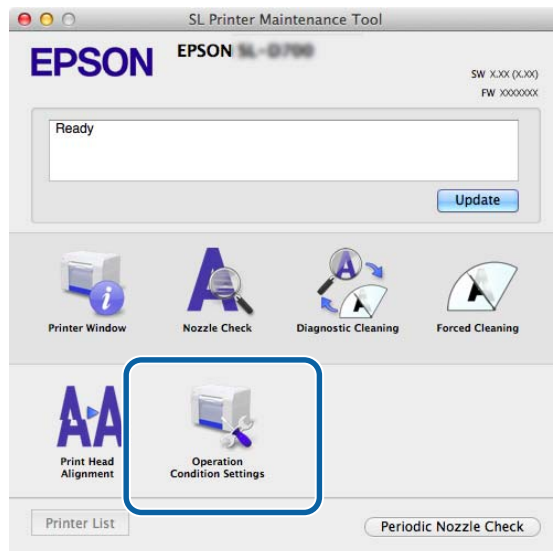 SL Printer Maintenance Tool
EPSON
EPSON
SW X.XX (X.XX)
FW XXXXXXX
Ready
Update
Printer Window
Nozzle Check
Diagnostic Cleaning
Forced Cleaning
Print Head
Alignment
Operation
Condition Settings
Printer List
Periodic Nozzle Check